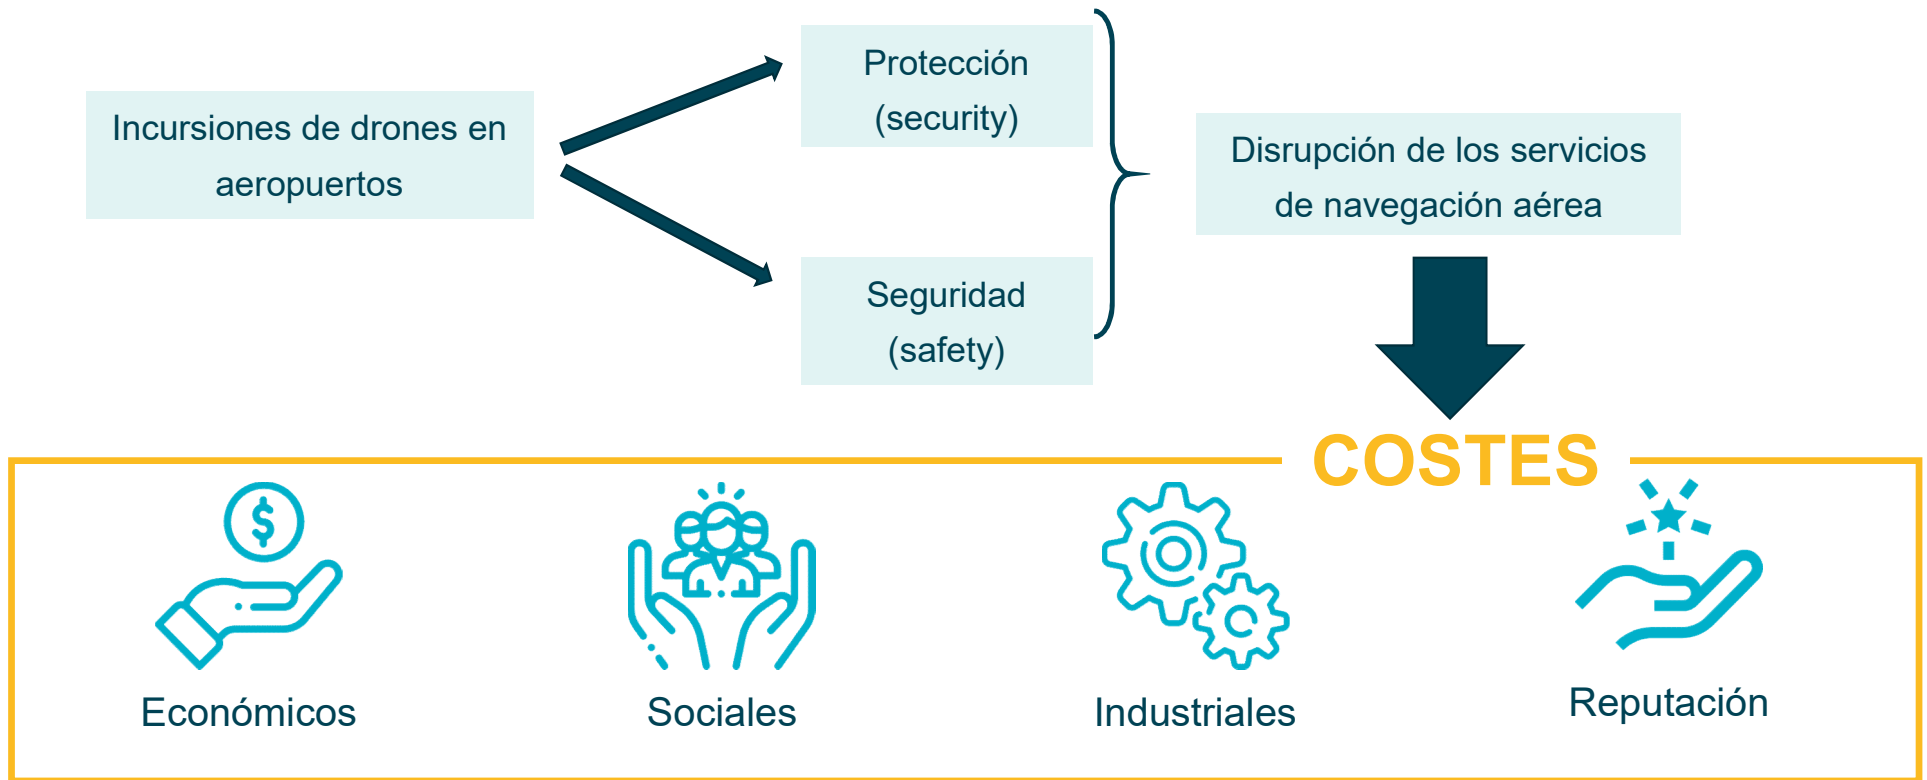 Incursiones de drones en
aeropuertos
Protección
(security)
Seguridad
(safety)
Disrupción de los servicios
de navegación aérea
COSTES
$
Económicos
Sociales
Industriales
Reputación